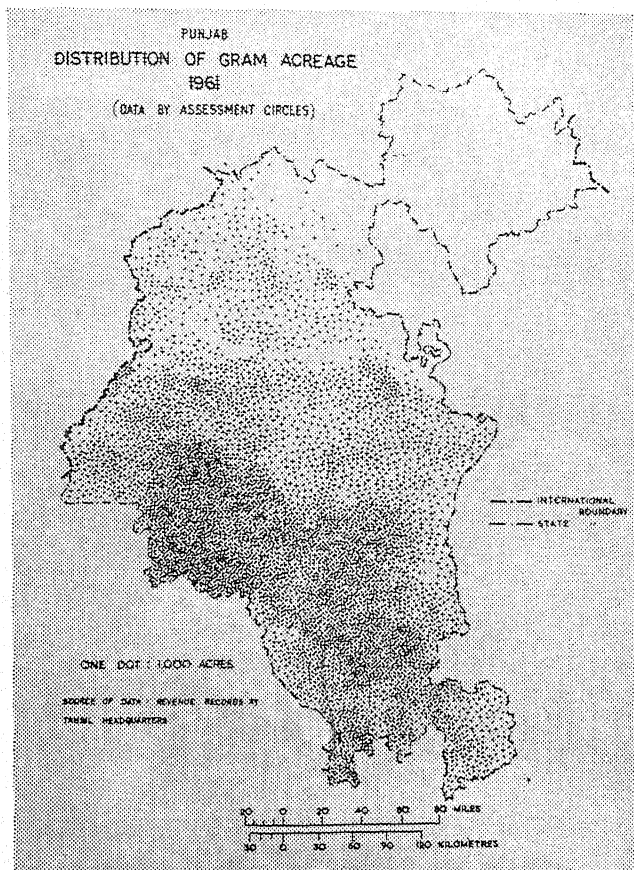 PUNJAB
DISTRIBUTION OF GRAM ACREAGE
1961
(DATA BY ASSESSMENT CIRCLES)
INTERNATIONAL
BOUNDARY
STATE "
ONE DOT : 1,000 ACRES
SOURCE OF DATA : REVENUE RECORDS AT
TAHSIL HEADQUARTERS
20 0 20 40 60 80 MILES
30 0 30 60 90 120 KILOMETRES